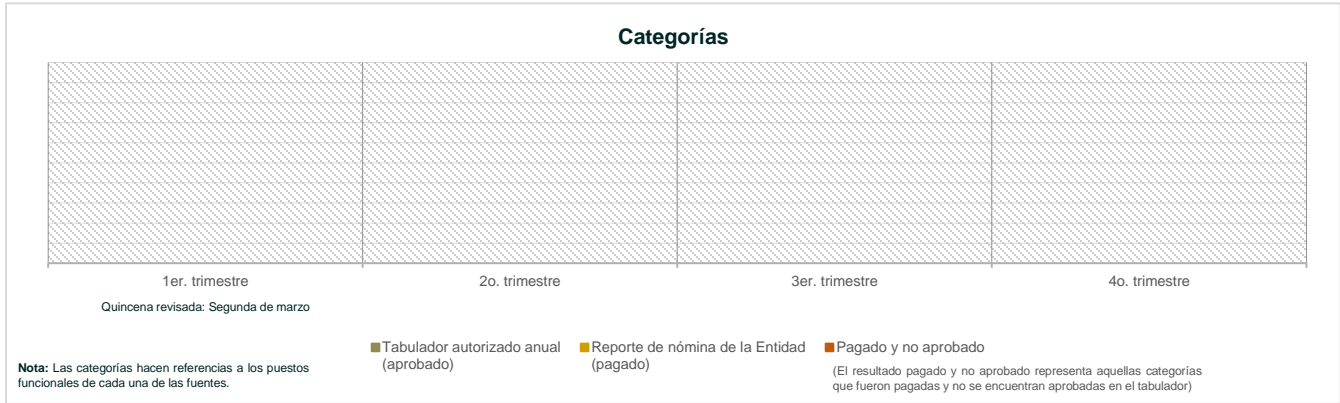 Categorías
1er. trimestre
2o. trimestre
3er. trimestre
4o. trimestre
Quincena revisada: Segunda de marzo
Tabulador autorizado anual
(aprobado)
Reporte de nómina de la Entidad
(pagado)
Pagado y no aprobado
(El resultado pagado y no aprobado representa aquellas categorías
que fueron pagadas y no se encuentran aprobadas en el tabulador)
Nota: Las categorías hacen referencias a los puestos
funcionales de cada una de las fuentes.